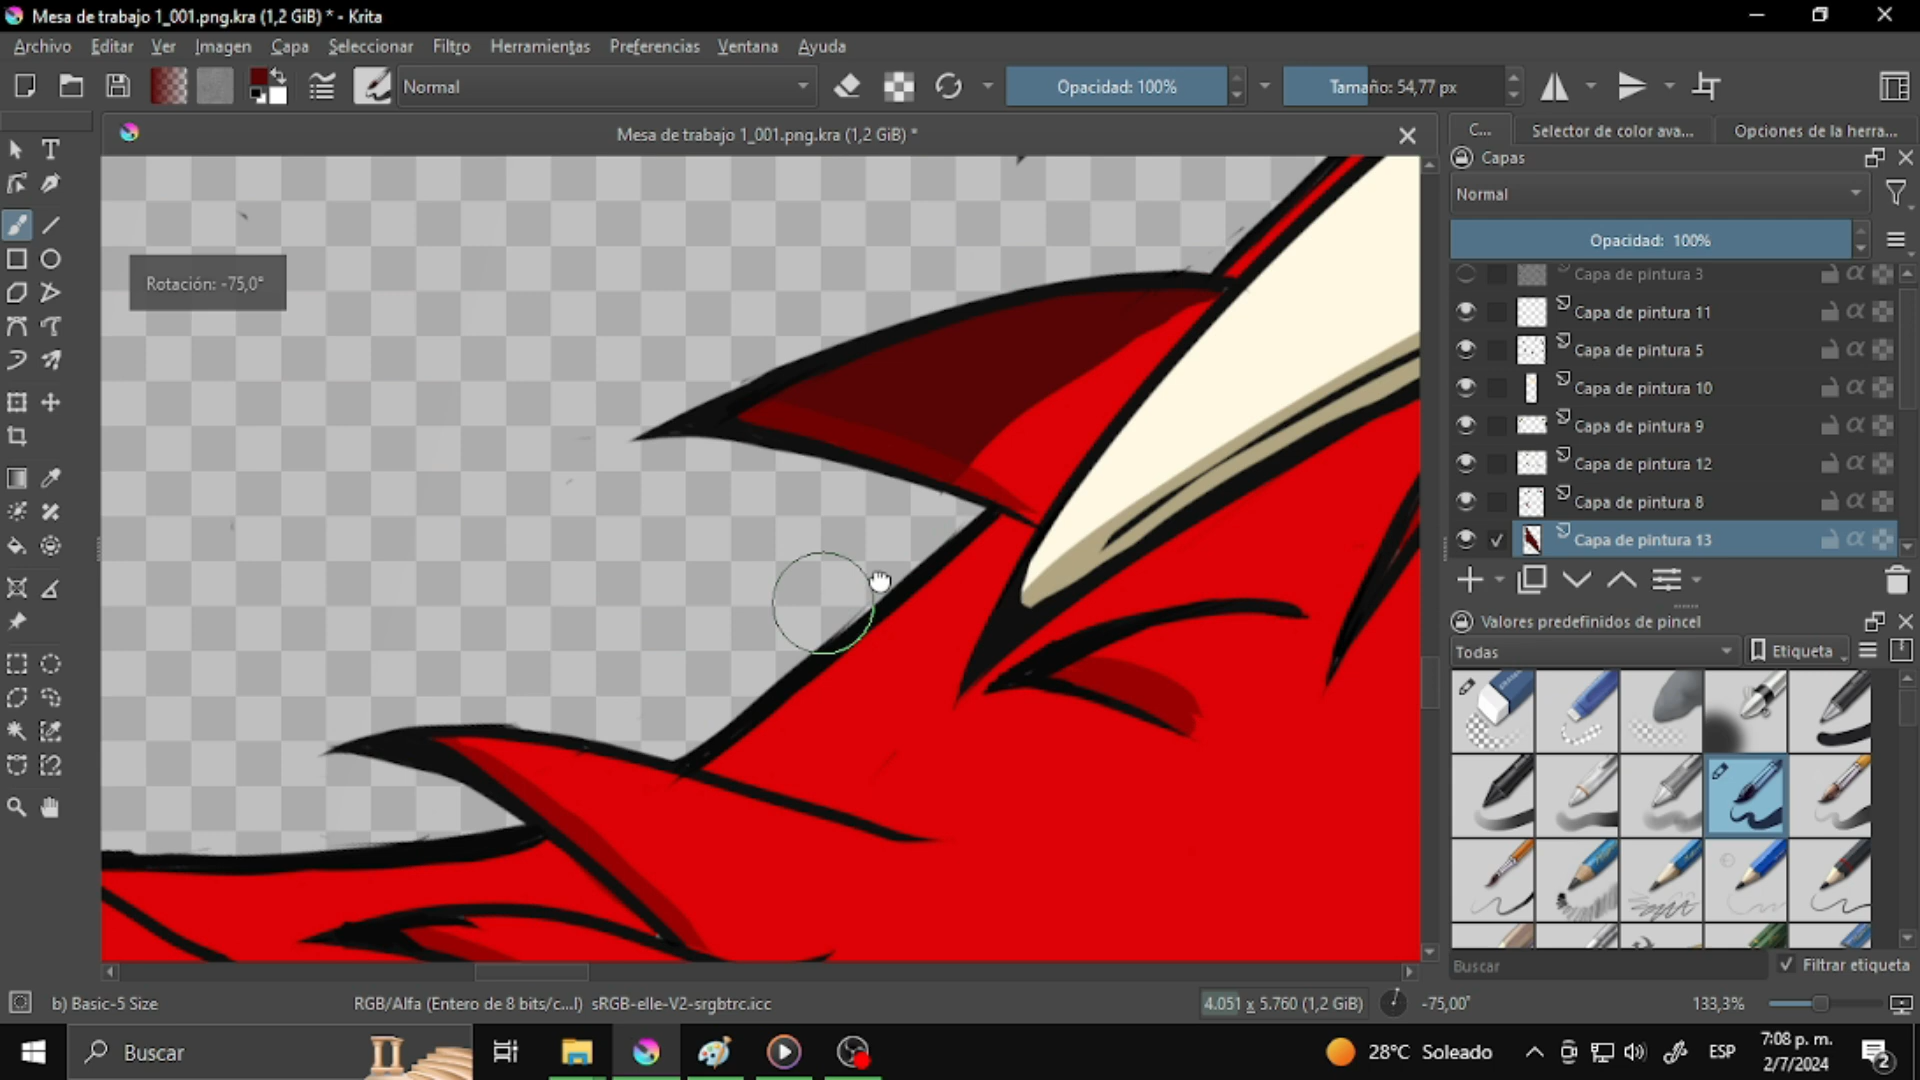 Mesa de trabajo 1_001.png.kra (1,2 GiB) * - Krita
Archivo Editar Ver Imagen Capa Seleccionar Filtro Herramientas Preferencias Ventana Ayuda
Normal Opacidad: 100% Tamaño: 54,77 px
Mesa de trabajo 1_001.png.kra (1,2 GiB) *
C... Selector de color ava... Opciones de la herra...
Capas
Normal
Opacidad: 100%
Rotación: -75,0°
Capa de pintura 3
Capa de pintura 11
Capa de pintura 5
Capa de pintura 10
Capa de pintura 9
Capa de pintura 12
Capa de pintura 8
Capa de pintura 13
Valores predefinidos de pincel
Todas Etiqueta
Buscar Filtrar etiqueta
b) Basic-5 Size RGB/Alfa (Entero de 8 bits/c...l) sRGB-elle-V2-srgbtrc.icc 4.051 x 5.760 (1,2 GiB) -75,00° 133,3%
Buscar 28°C Soleado ESP 7:08 p. m.
2/7/2024 2